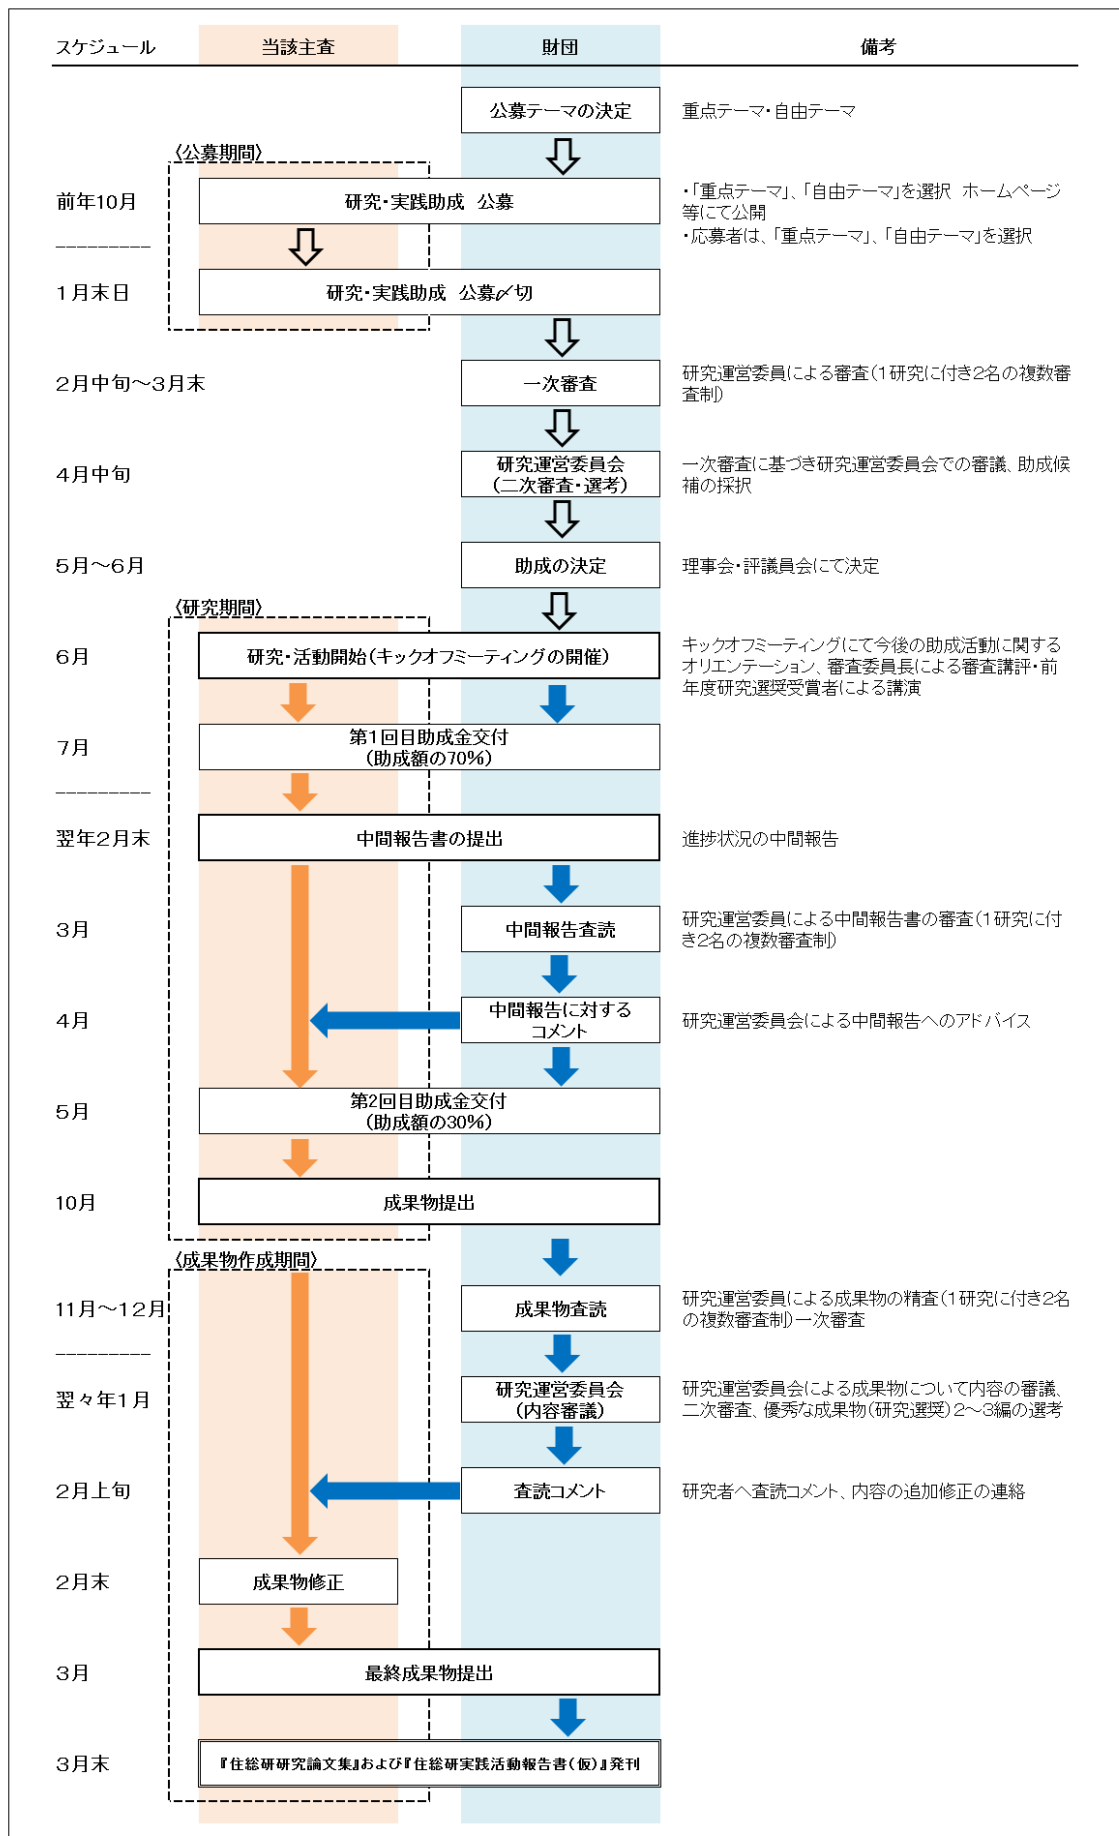 スケジュール 当該主査 財団 備考
公募テーマの決定 重点テーマ・自由テーマ
〈公募期間〉
前年10月 研究・実践助成 公募 ・「重点テーマ」、「自由テーマ」を選択 ホームページ
等にて公開
・応募者は、「重点テーマ」、「自由テーマ」を選択
---------
1月末日 研究・実践助成 公募〆切
2月中旬～3月末 一次審査 研究運営委員による審査(1研究に付き2名の複数審
査制)
4月中旬 研究運営委員会 一次審査に基づき研究運営委員会での審議、助成候
(二次審査・選考) 補の採択
5月～6月 助成の決定 理事会・評議員会にて決定
〈研究期間〉
6月 研究・活動開始(キックオフミーティングの開催) キックオフミーティングにて今後の助成活動に関する
オリエンテーション、審査委員長による審査講評・前
年度研究選奨受賞者による講演
7月 第1回目助成金交付
(助成額の70%)
---------
翌年2月末 中間報告書の提出 進捗状況の中間報告
3月 中間報告査読 研究運営委員による中間報告書の審査(1研究に付
き2名の複数審査制)
4月 中間報告に対する 研究運営委員会による中間報告へのアドバイス
コメント
5月 第2回目助成金交付
(助成額の30%)
10月 成果物提出
〈成果物作成期間〉
11月～12月 成果物査読 研究運営委員による成果物の精査(1研究に付き2名
の複数審査制)一次審査
---------
翌々年1月 研究運営委員会 研究運営委員会による成果物について内容の審議、
(内容審議) 二次審査、優秀な成果物(研究選奨)2～3編の選考
2月上旬 査読コメント 研究者へ査読コメント、内容の追加修正の連絡
2月末 成果物修正
3月 最終成果物提出
3月末 『住総研研究論文集』および『住総研実践活動報告書(仮)』発刊